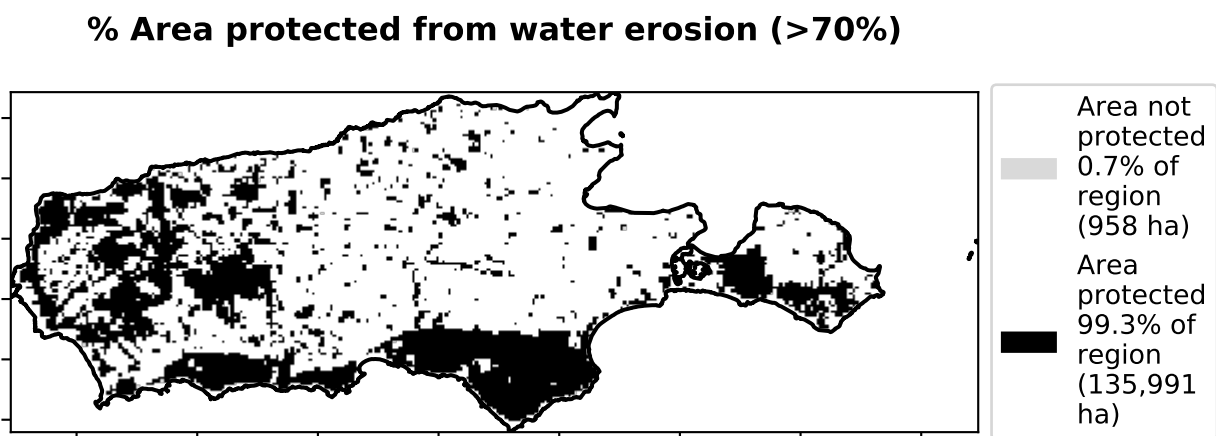 % Area protected from water erosion (>70%)
Area not
protected
0.7% of
region
(958 ha)
Area
protected
99.3% of
region
(135,991
ha)